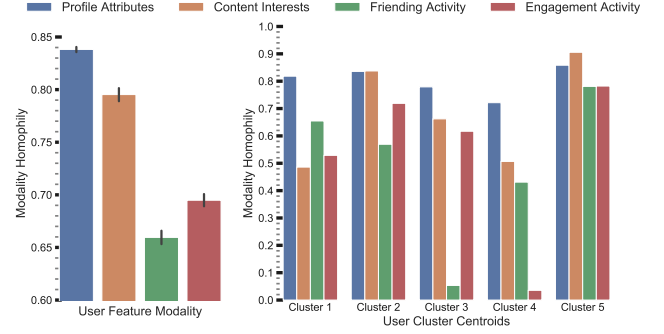 Profile Attributes Content Interests Friending Activity Engagement Activity
Modality Homophily
0.85
0.80
0.75
0.70
0.65
0.60
User Feature Modality
Modality Homophily
1.0
0.9
0.8
0.7
0.6
0.5
0.4
0.3
0.2
0.1
0.0
Cluster 1 Cluster 2 Cluster 3 Cluster 4 Cluster 5
User Cluster Centroids